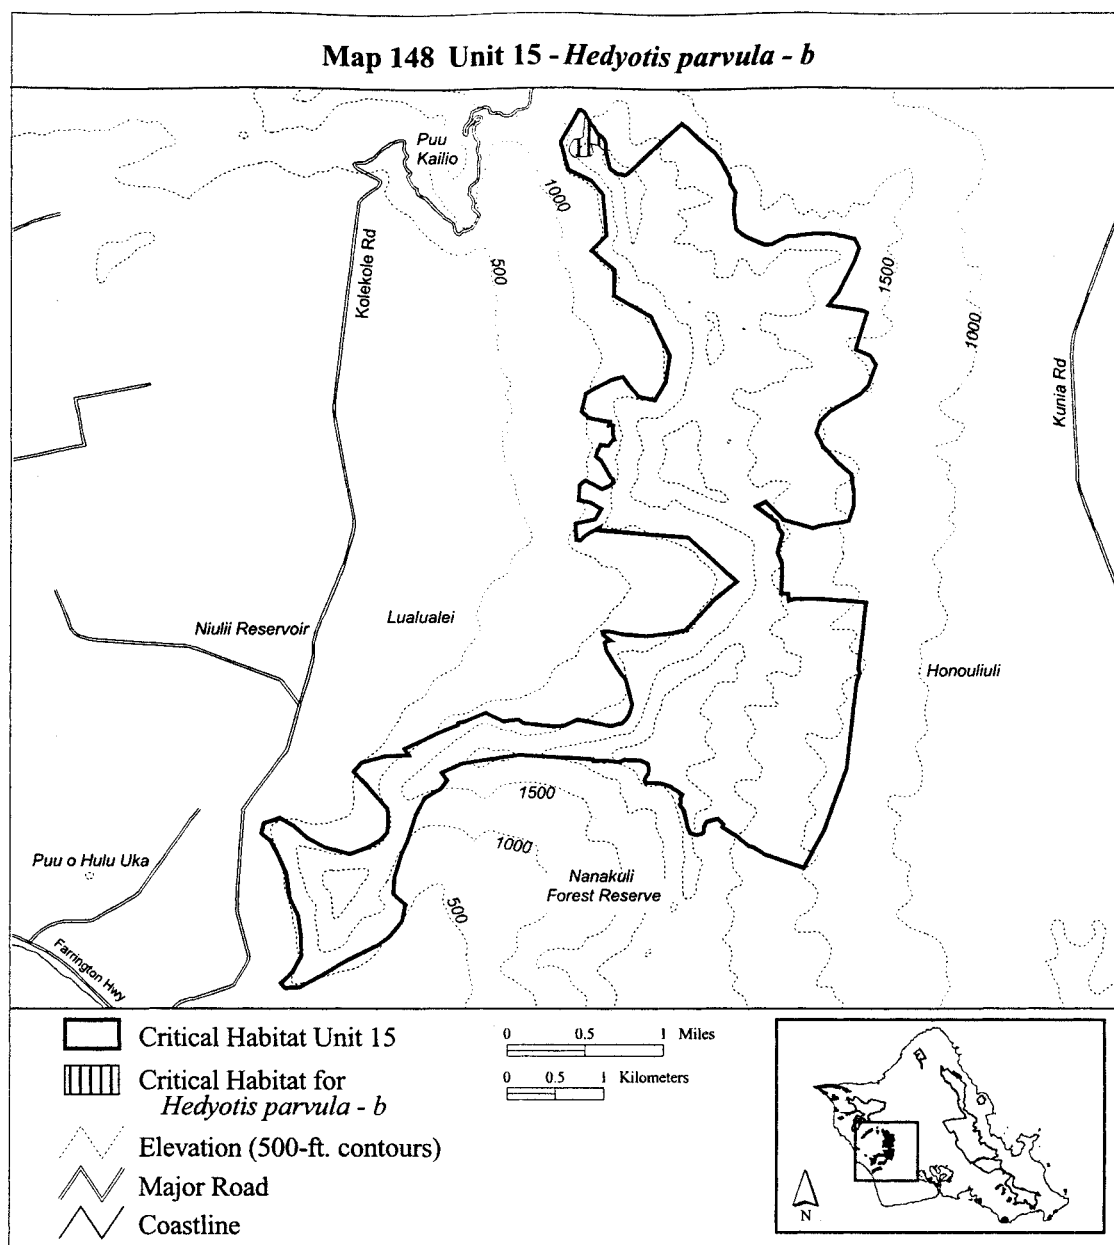 Map 148 Unit 15 - Hedyotis parvula - b
Puu
Kailio
1000
500
Kolekole Rd
1500
1000
Kunia Rd
Niulii Reservoir
Lualualei
Honouliuli
1500
1000
500
Puu o Hulu Uka
Nanakuli
Forest Reserve
Farrington Hwy
Critical Habitat Unit 15
Critical Habitat for
Hedyotis parvula - b
Elevation (500-ft. contours)
Major Road
Coastline
0 0.5 1 Miles
0 0.5 1 Kilometers
N